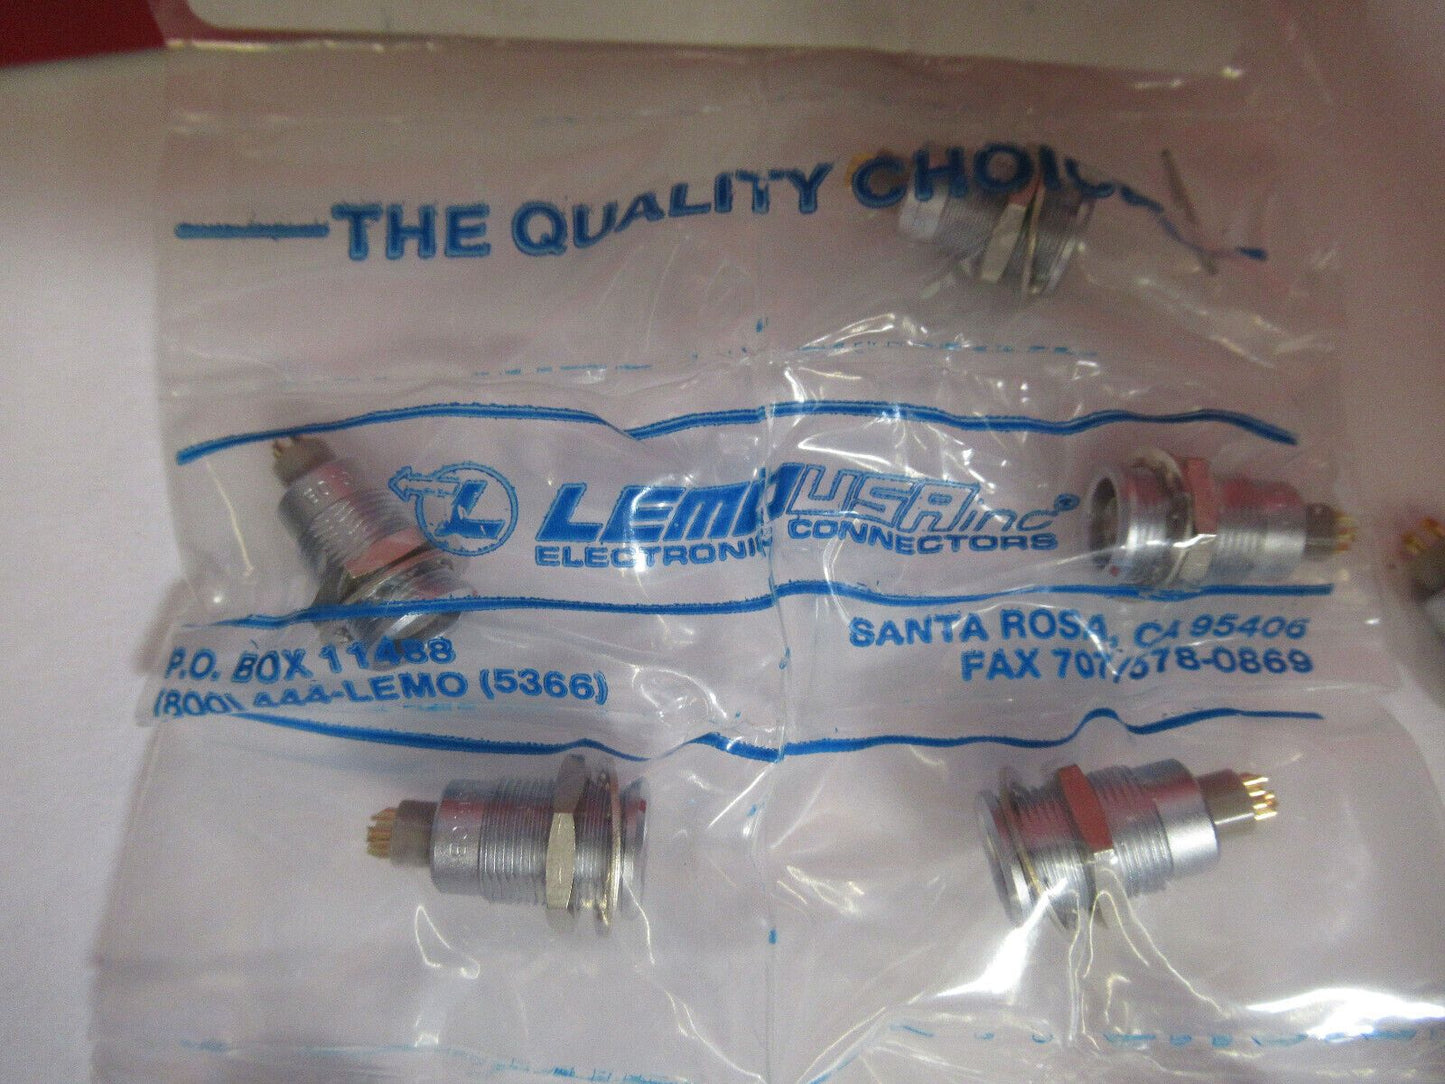 THE QUALITY CHOICE
L LEMO USA inc®
ELECTRONIC CONNECTORS
P.O. BOX 11488 SANTA ROSA, CA 95406
(800) 444-LEMO (5366) FAX 707/578-0869